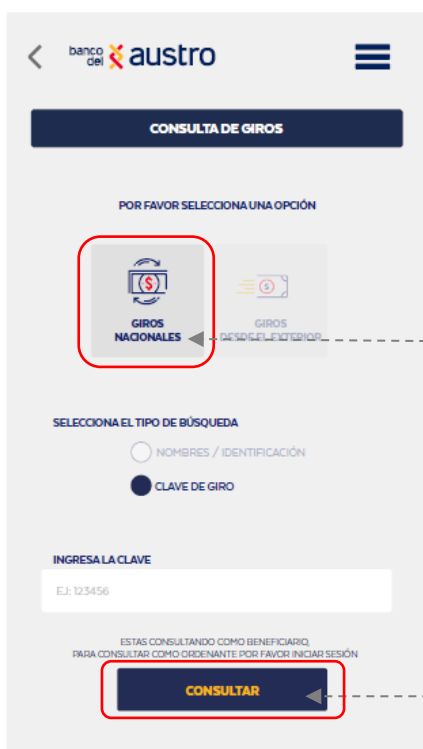 banco
del austro
CONSULTA DE GIROS
POR FAVOR SELECCIONA UNA OPCIÓN
GIROS
NACIONALES
GIROS
DESDE EL EXTERIOR
SELECCIONA EL TIPO DE BÚSQUEDA
NOMBRES / IDENTIFICACIÓN
CLAVE DE GIRO
INGRESA LA CLAVE
EJ: 123456
ESTAS CONSULTANDO COMO BENEFICIARIO,
PARA CONSULTAR COMO ORDENANTE POR FAVOR INICIAR SESIÓN
CONSULTAR